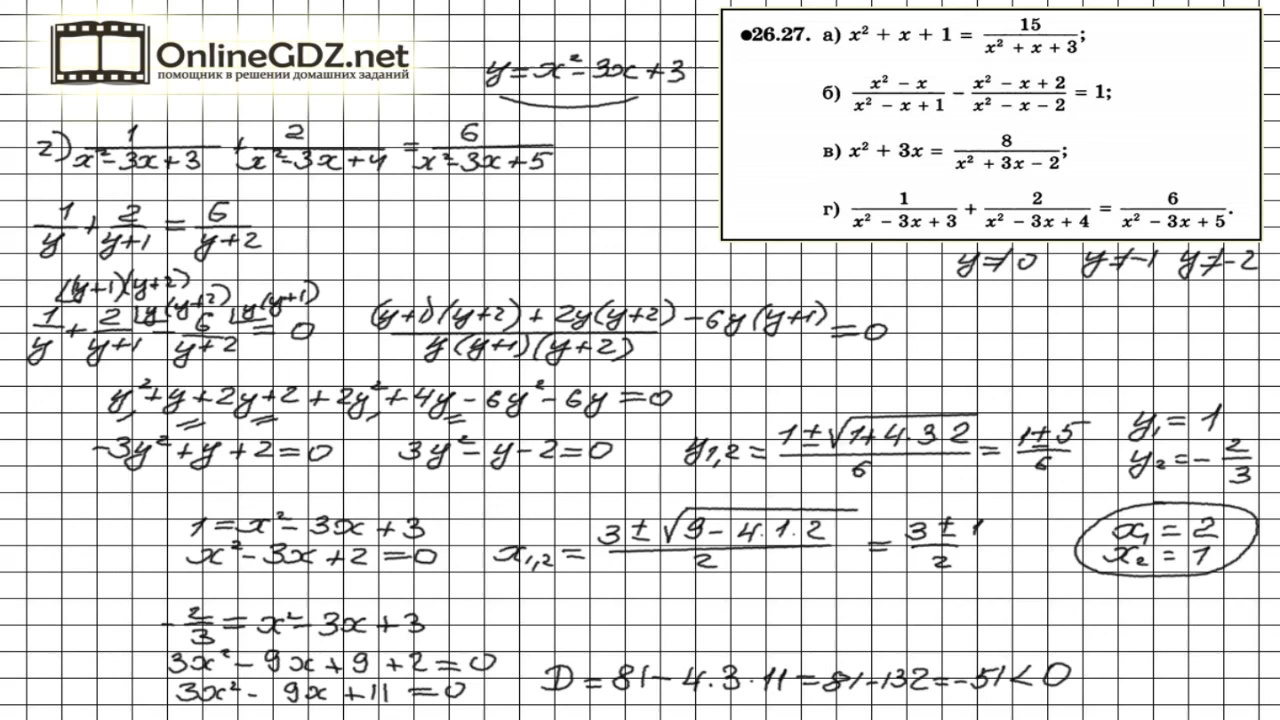 OnlineGDZ.net
помощник в решении домашних заданий
y = x² - 3x + 3
●26.27. а) x² + x + 1 = 15/(x² + x + 3);
б) (x² - x)/(x² - x + 1) - (x² - x + 2)/(x² - x - 2) = 1;
в) x² + 3x = 8/(x² + 3x - 2);
г) 1/(x² - 3x + 3) + 2/(x² - 3x + 4) = 6/(x² - 3x + 5).
г) 1/(x² - 3x + 3) + 2/(x² - 3x + 4) = 6/(x² - 3x + 5)
1/y + 2/(y+1) = 6/(y+2)
y ≠ 0 y ≠ -1 y ≠ -2
(y+1)(y+2) y(y+2) y(y+1)
1/y + 2/(y+1) - 6/(y+2) = 0 ((y+1)(y+2) + 2y(y+2) - 6y(y+1))/(y(y+1)(y+2)) = 0
y² + y + 2y + 2 + 2y² + 4y - 6y² - 6y = 0
-3y² + y + 2 = 0 3y² - y - 2 = 0 y1,2 = (1 ± √(1 + 4·3 2))/6 = (1 ± 5)/6 y₁ = 1
y₂ = - 2/3
1 = x² - 3x + 3
x² - 3x + 2 = 0 x1,2 = (3 ± √(9 - 4·1·2))/2 = (3 ± 1)/2 x₁ = 2
x₂ = 1
- 2/3 = x² - 3x + 3
3x² - 9x + 9 + 2 = 0
3x² - 9x + 11 = 0 D = 81 - 4·3·11 = 81 - 132 = -51 < 0